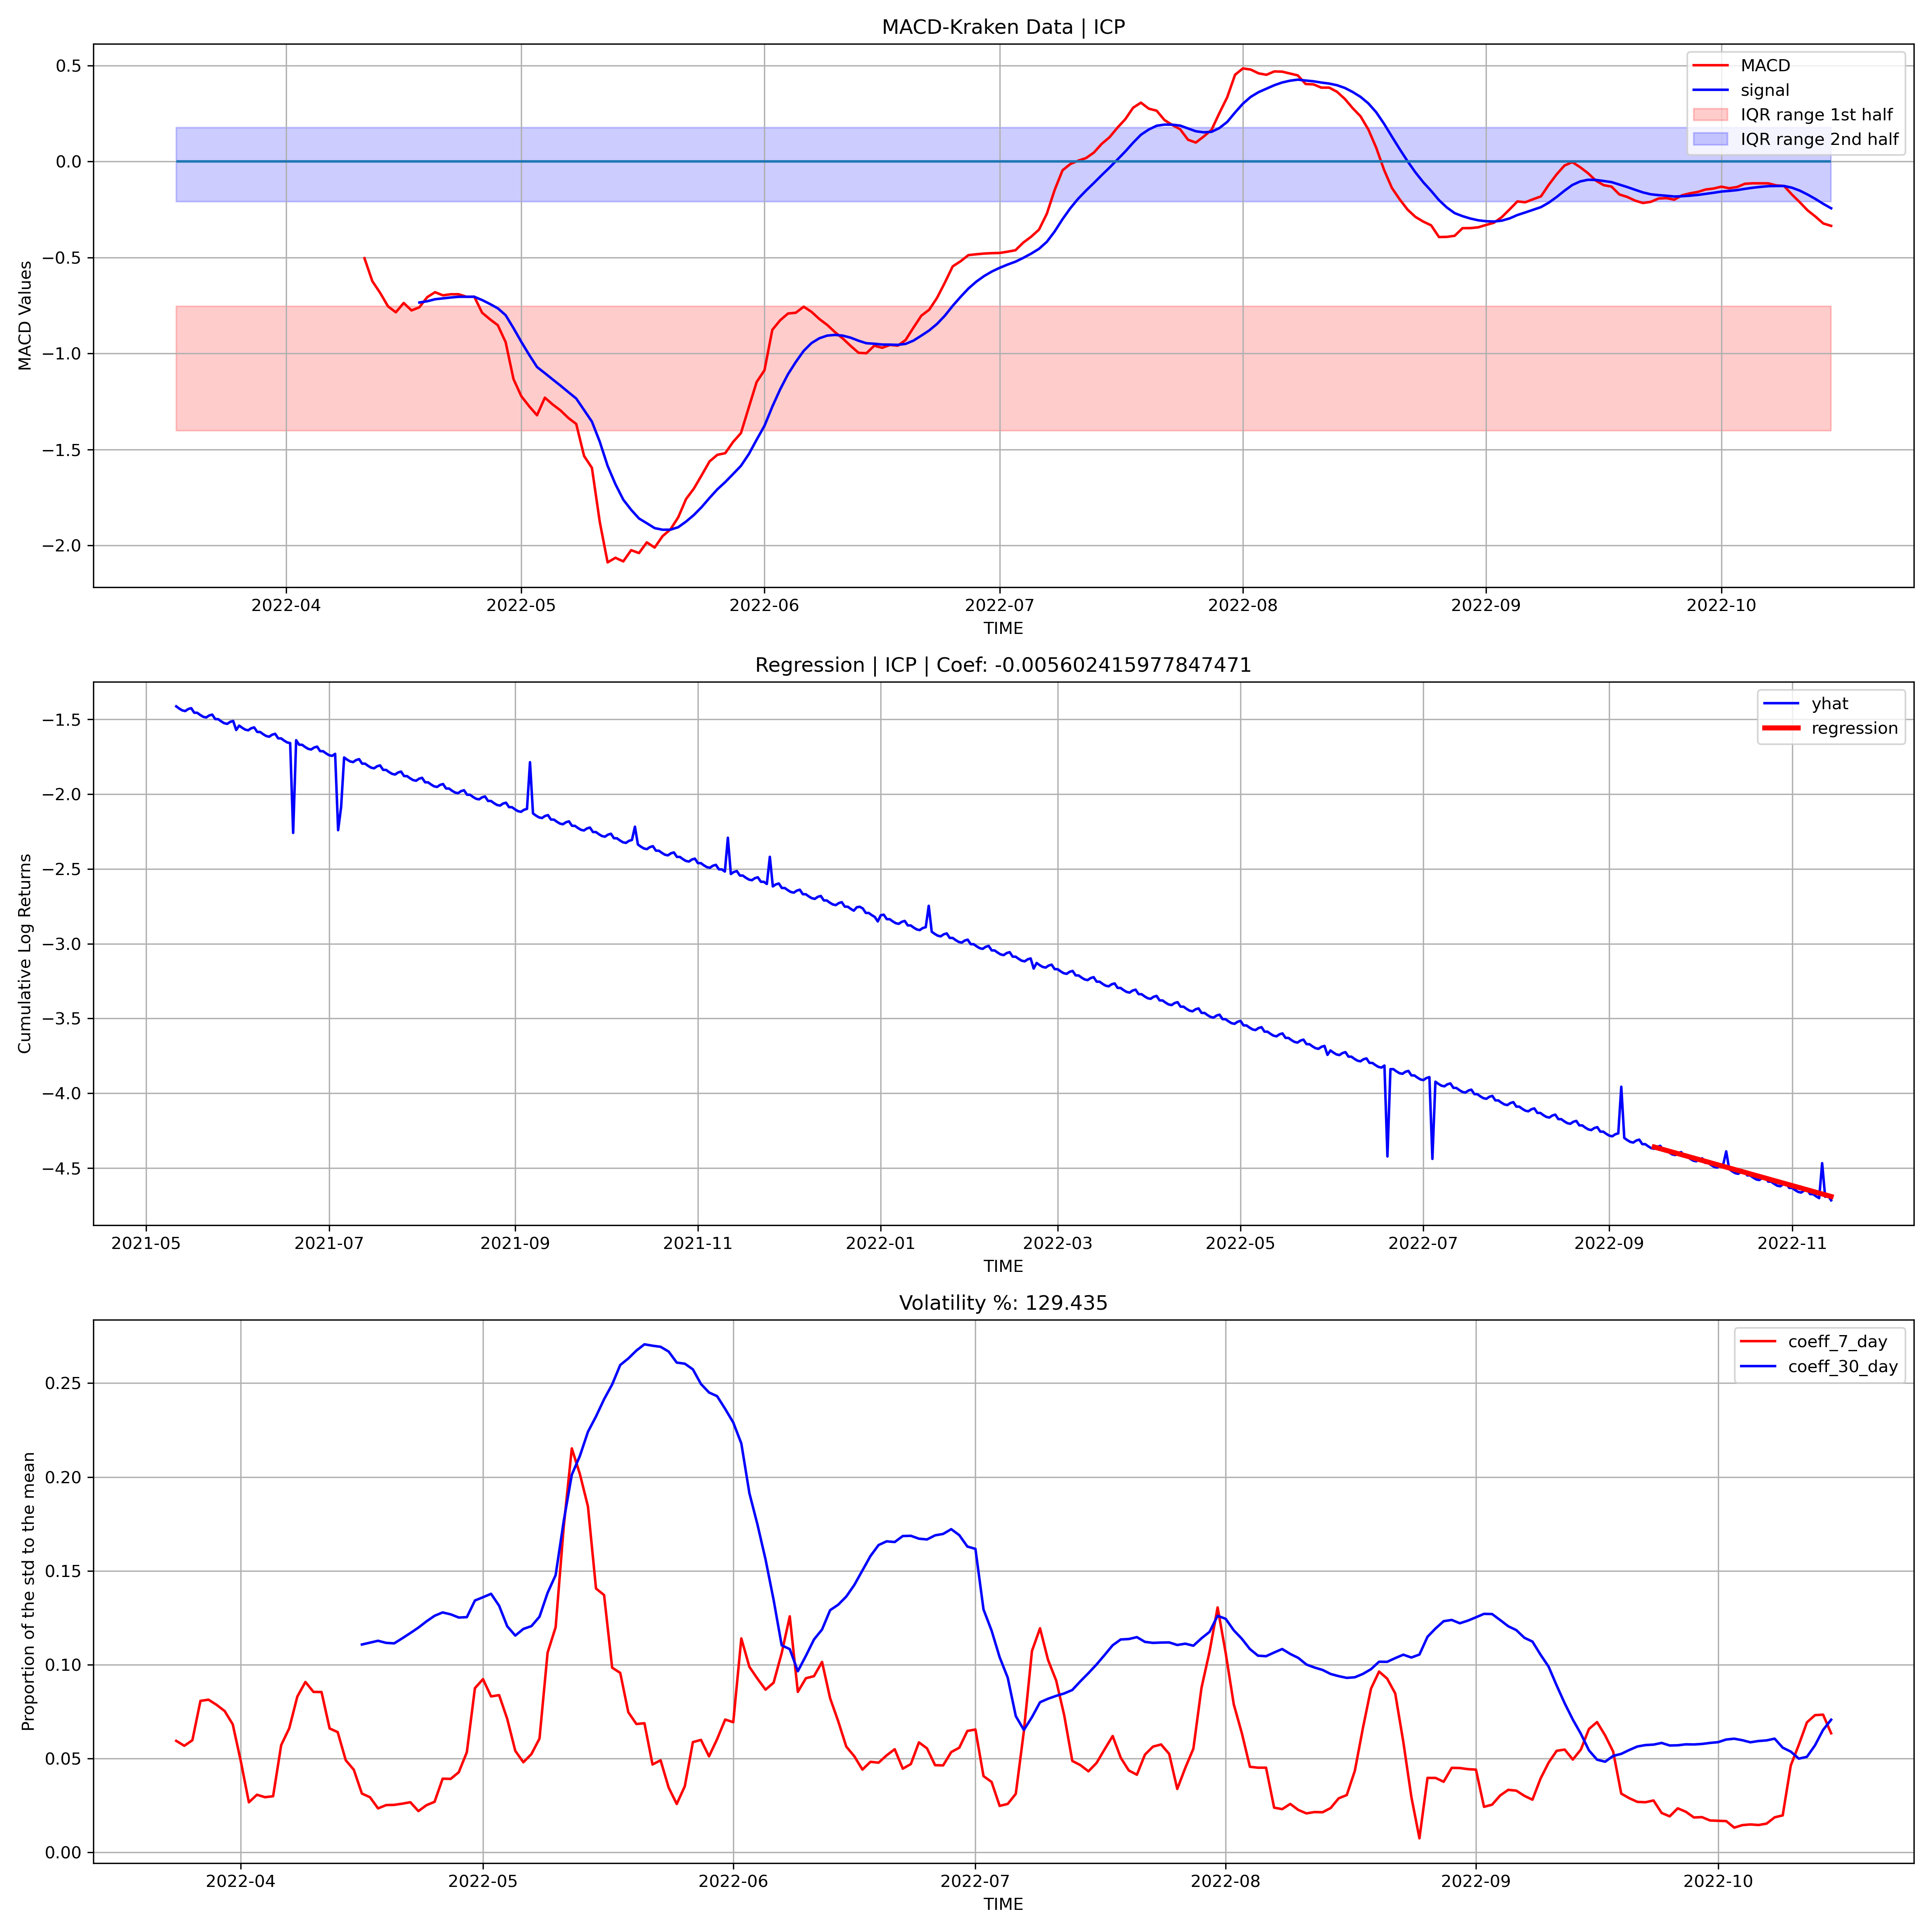 MACD-Kraken Data | ICP
MACD
signal
IQR range 1st half
IQR range 2nd half
MACD Values
0.5
0.0
−0.5
−1.0
−1.5
−2.0
2022-04 2022-05 2022-06 2022-07 2022-08 2022-09 2022-10
TIME
Regression | ICP | Coef: -0.005602415977847471
yhat
regression
Cumulative Log Returns
−1.5
−2.0
−2.5
−3.0
−3.5
−4.0
−4.5
2021-05 2021-07 2021-09 2021-11 2022-01 2022-03 2022-05 2022-07 2022-09 2022-11
TIME
Volatility %: 129.435
coeff_7_day
coeff_30_day
Proportion of the std to the mean
0.25
0.20
0.15
0.10
0.05
0.00
2022-04 2022-05 2022-06 2022-07 2022-08 2022-09 2022-10
TIME